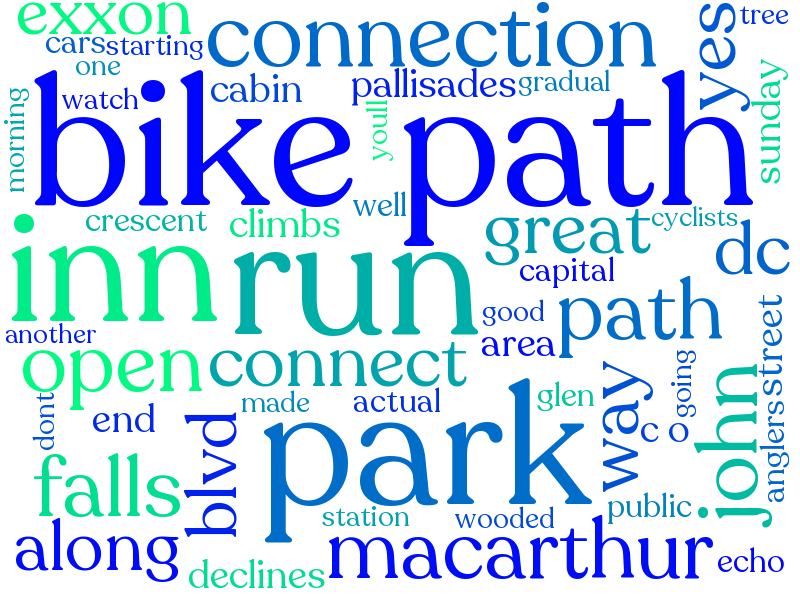 exxon
connection
yes
tree
cars
starting
one
cabin
pallisades
gradual
watch
bike path
youll
sunday
morning
crescent
climbs
well
great
cyclists
dc
inn
run
capital
good
path
another
area
street
open
connect
going
john
way
dont
end
made
actual
glen
c o
anglers
blvd
park
falls
station
wooded
public
along
macarthur
echo
declines